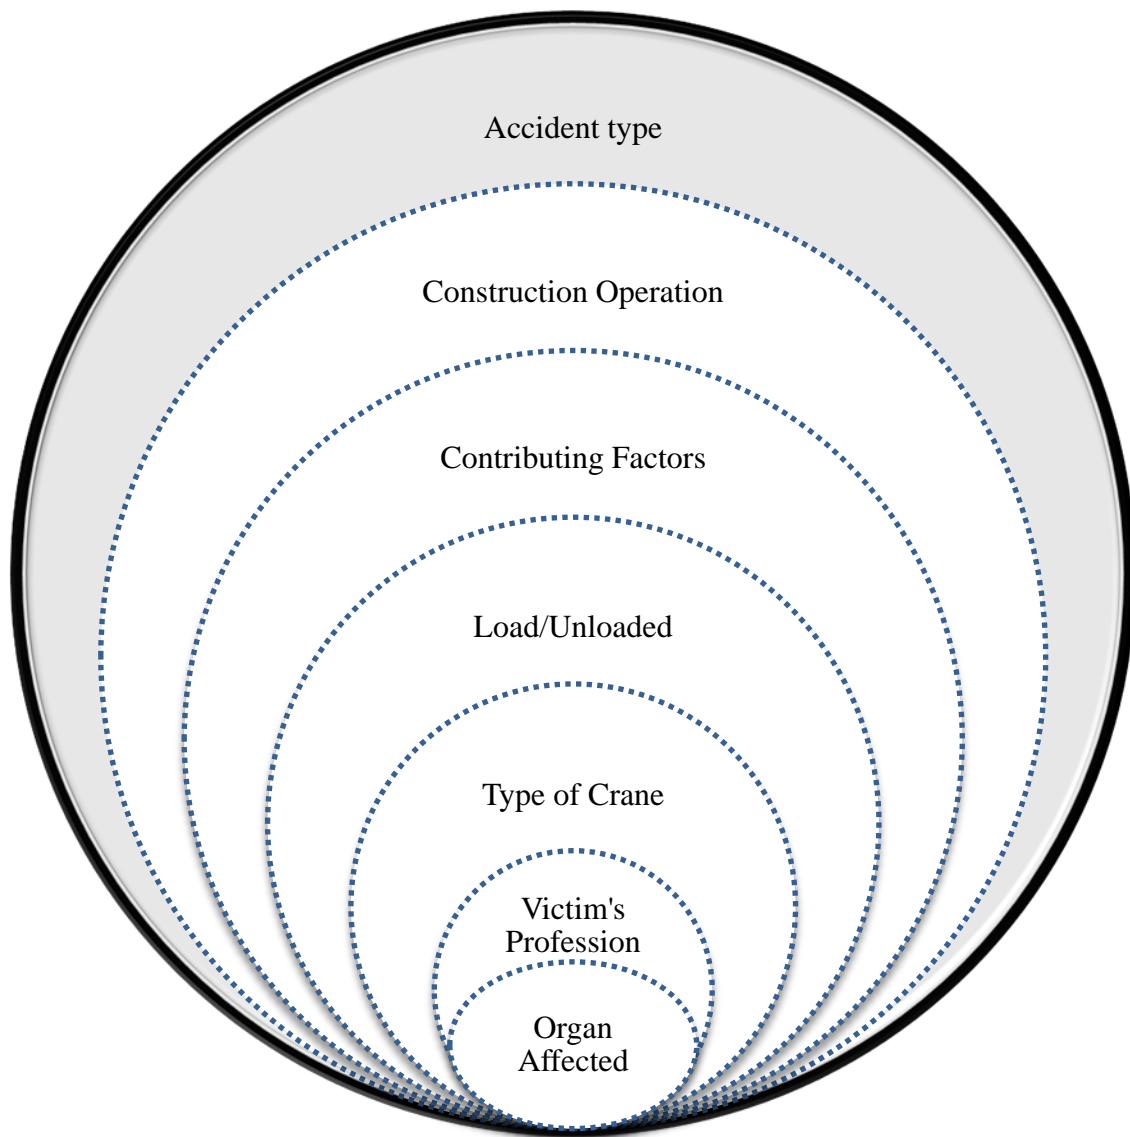 Accident type
Construction Operation
Contributing Factors
Load/Unloaded
Type of Crane
Victim's
Profession
Organ
Affected